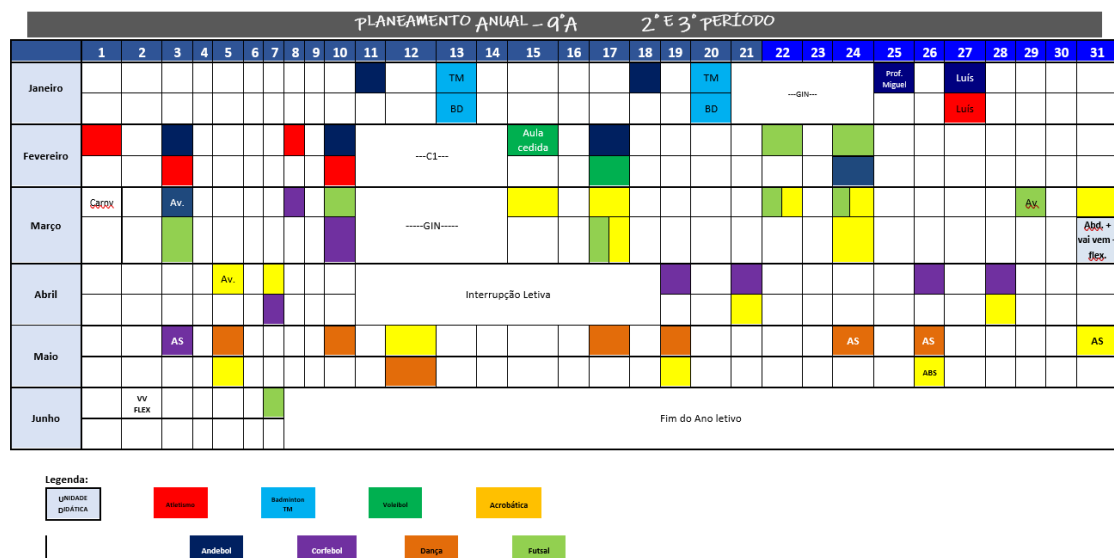 PLANEAMENTO ANUAL – 9ºA 2º E 3º PERÍODO
1 2 3 4 5 6 7 8 9 10 11 12 13 14 15 16 17 18 19 20 21 22 23 24 25 26 27 28 29 30 31
Janeiro
TM
TM
---GIN---
Prof.
Miguel
Luís
BD
BD
Luís
Fevereiro
---C1---
Aula
cedida
Março
Carnv
Av.
-----GIN-----
Av.
Abd. +
vai vem -
flex.
Abril
Av.
Interrupção Letiva
Maio
AS
AS
AS
AS
ABS
Junho
VV
FLEX
Fim do Ano letivo
Legenda:
UNIDADE
DIDÁTICA
Atletismo
Badminton
TM
Voleibol
Acrobática
Andebol
Corfebol
Dança
Futsal